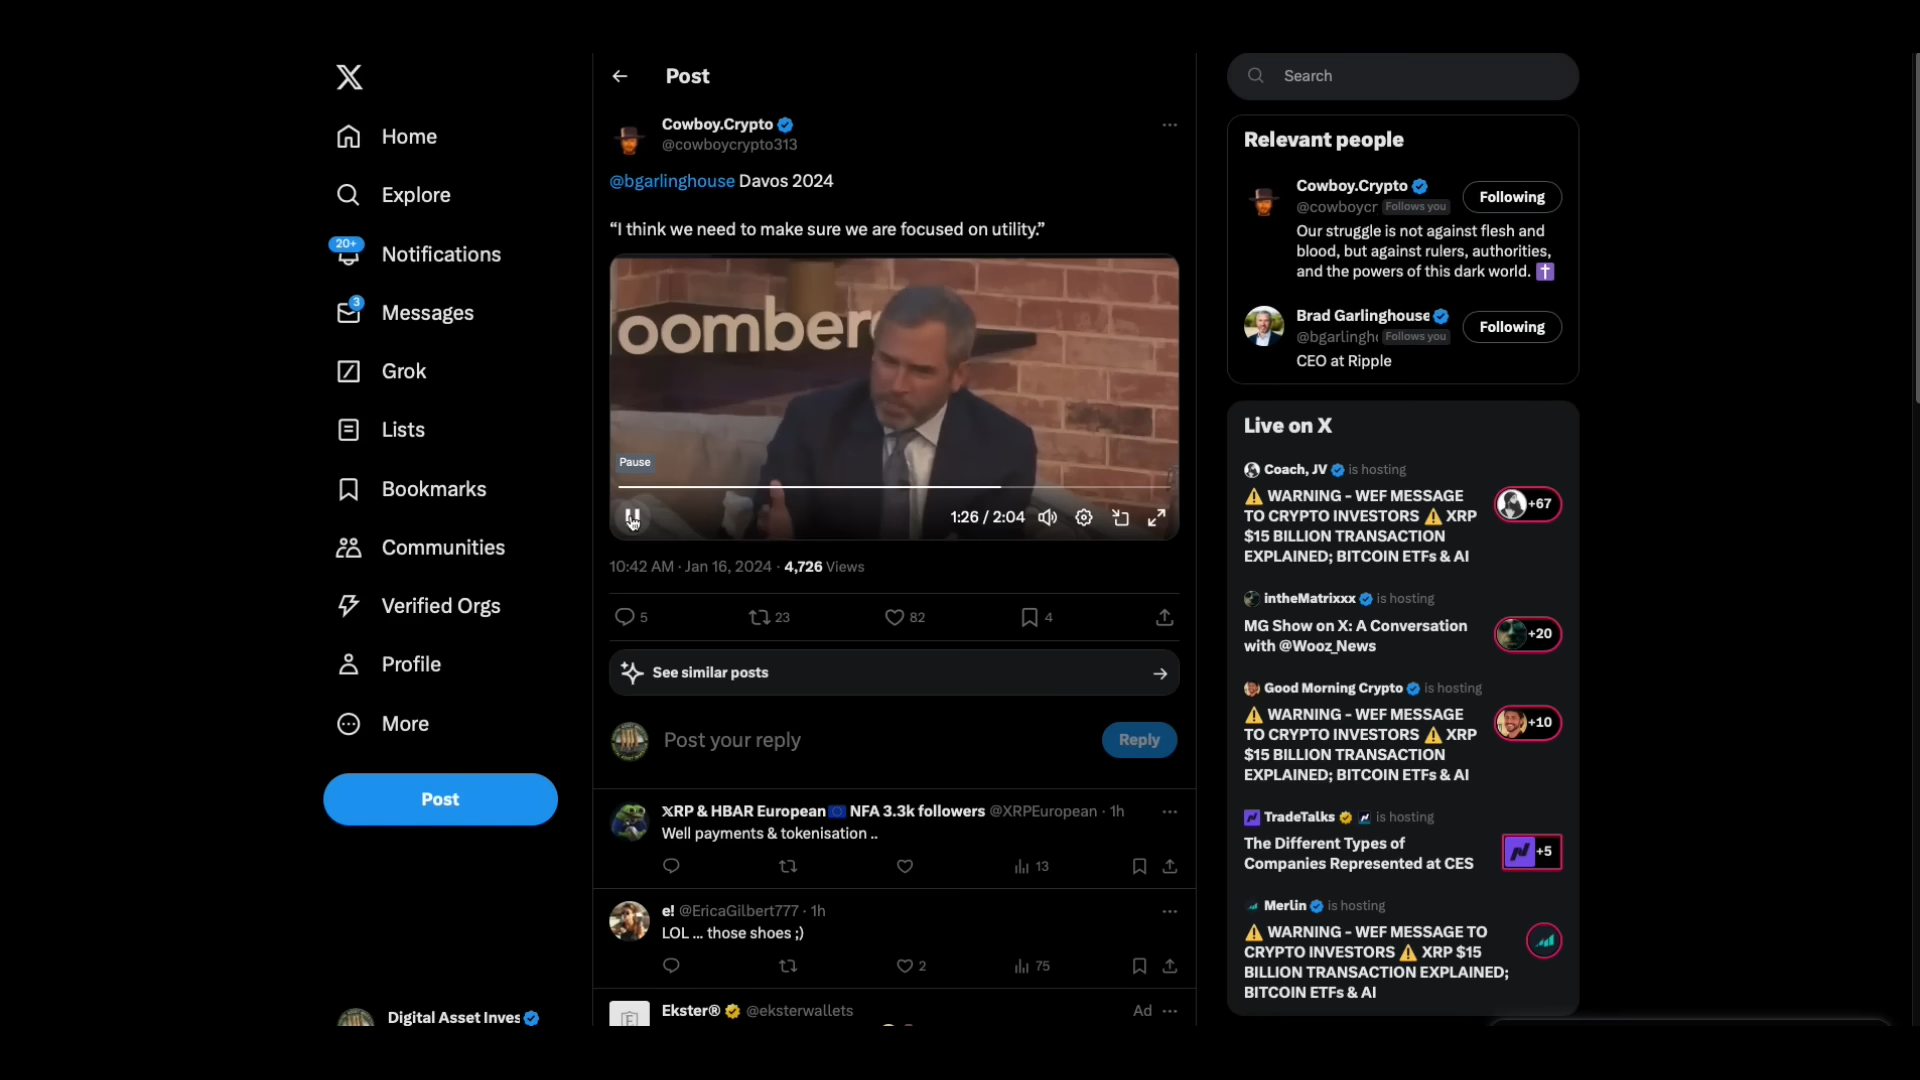 Home
Explore
20+
Notifications
3
Messages
Grok
Lists
Bookmarks
Communities
Verified Orgs
Profile
More
Post
Digital Asset Inves
Post
Cowboy.Crypto
@cowboycrypto313
@bgarlinghouse Davos 2024
“I think we need to make sure we are focused on utility.”
oomber
Pause
1:26 / 2:04
10:42 AM · Jan 16, 2024 · 4,726 Views
5
23
82
4
See similar posts
Post your reply
Reply
XRP & HBAR European🇪🇺 NFA 3.3k followers @XRPEuropean · 1h
Well payments & tokenisation ..
13
e! @EricaGilbert777 · 1h
LOL ... those shoes ;)
2
75
Ekster® @eksterwallets
Ad
Search
Relevant people
Cowboy.Crypto
@cowboycr Follows you
Following
Our struggle is not against flesh and
blood, but against rulers, authorities,
and the powers of this dark world. ✝️
Brad Garlinghouse
@bgarlingh Follows you
Following
CEO at Ripple
Live on X
Coach, JV is hosting
⚠️ WARNING - WEF MESSAGE
TO CRYPTO INVESTORS ⚠️ XRP
$15 BILLION TRANSACTION
EXPLAINED; BITCOIN ETFs & AI
+67
intheMatrixxx is hosting
MG Show on X: A Conversation
with @Wooz_News
+20
Good Morning Crypto is hosting
⚠️ WARNING - WEF MESSAGE
TO CRYPTO INVESTORS ⚠️ XRP
$15 BILLION TRANSACTION
EXPLAINED; BITCOIN ETFs & AI
+10
TradeTalks is hosting
The Different Types of
Companies Represented at CES
+5
Merlin is hosting
⚠️ WARNING - WEF MESSAGE TO
CRYPTO INVESTORS ⚠️ XRP $15
BILLION TRANSACTION EXPLAINED;
BITCOIN ETFs & AI